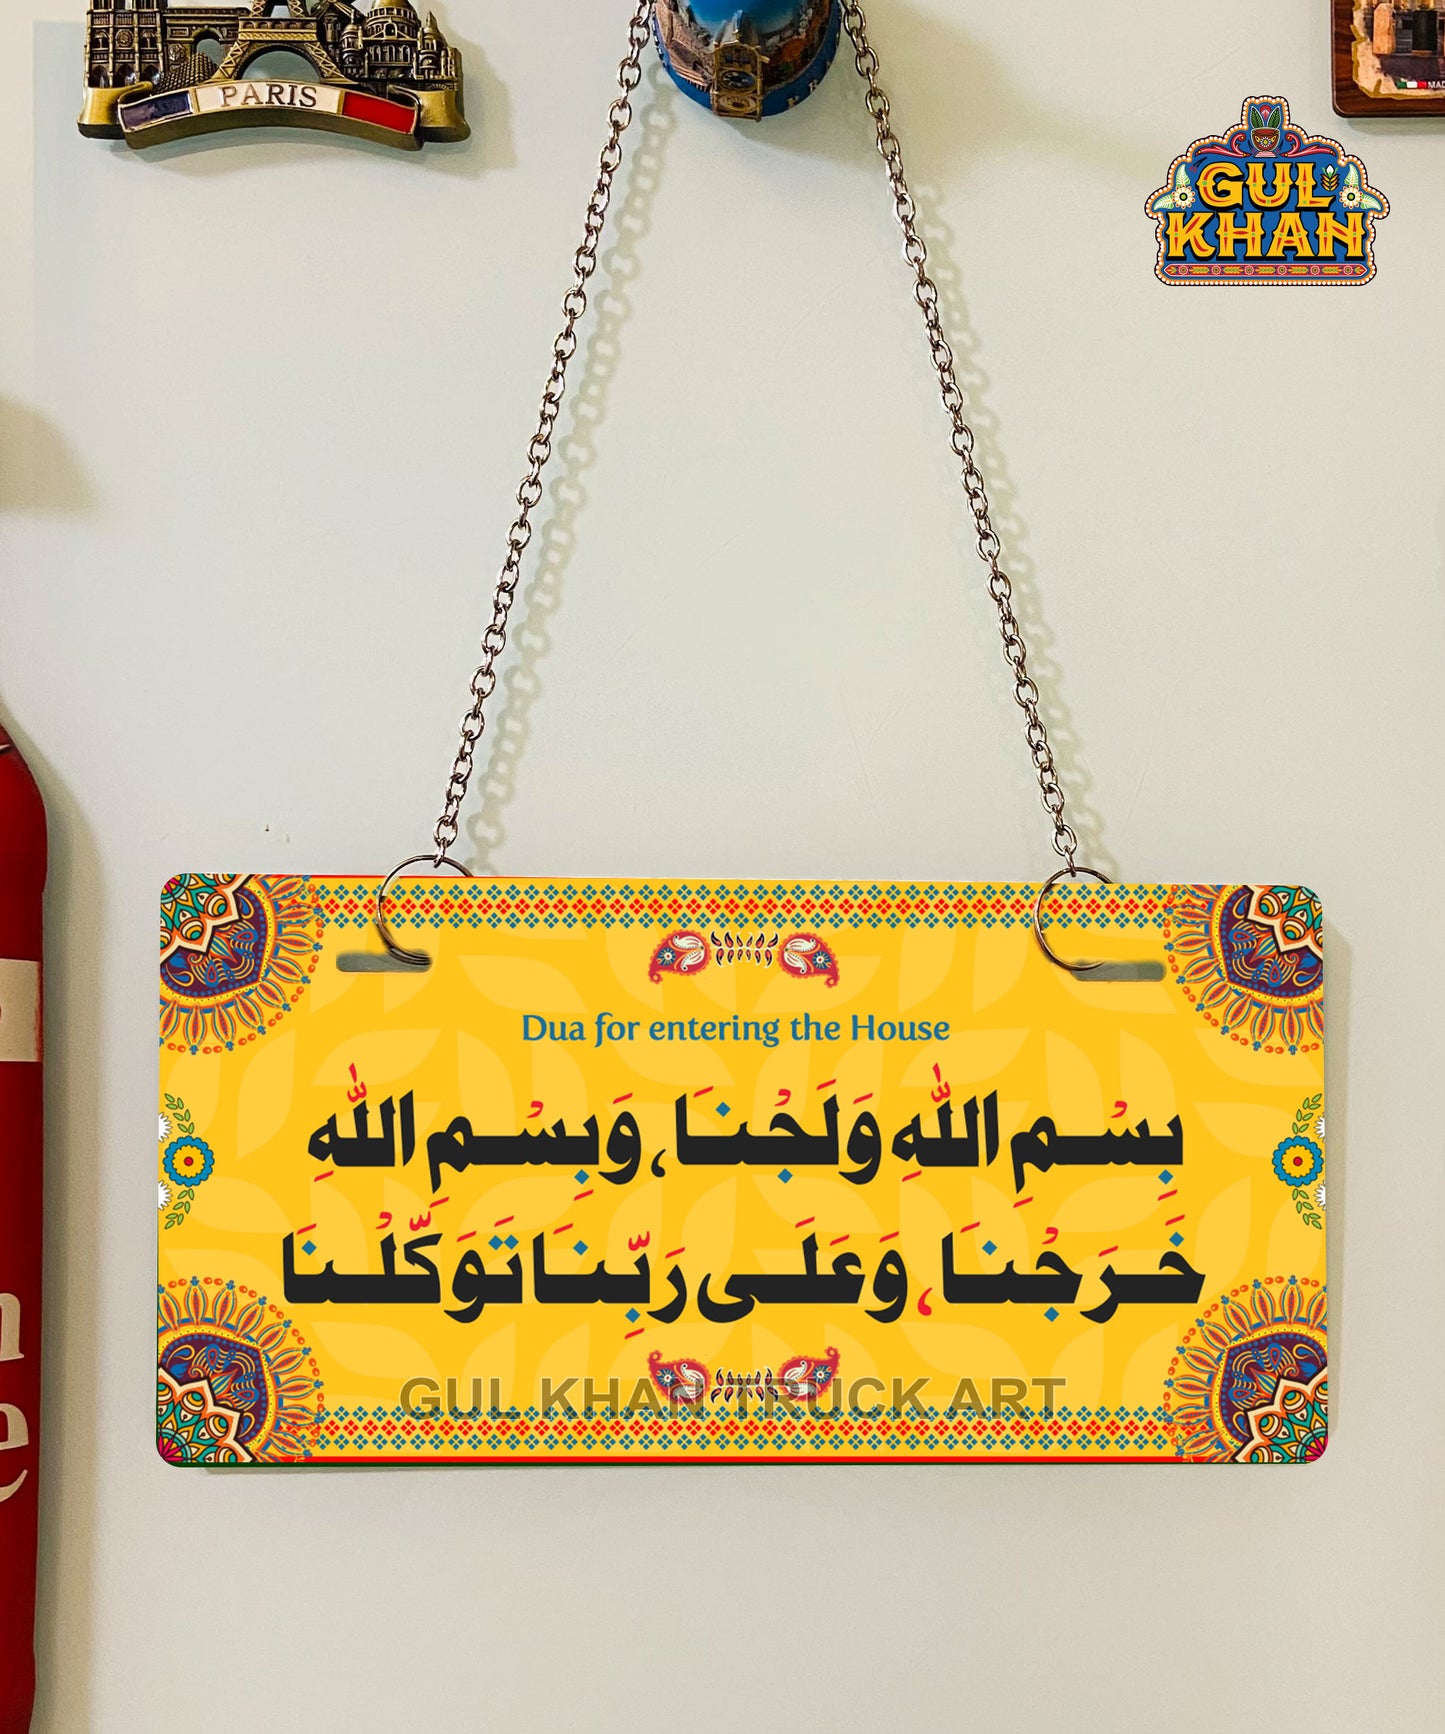 PARIS
GUL
KHAN
Dua for entering the House
بِسْمِ اللّٰهِ وَلَجْنَا، وَبِسْمِ اللّٰهِ
خَرَجْنَا، وَعَلَى رَبِّنَا تَوَكَّلْنَا
GUL KHAN TRUCK ART